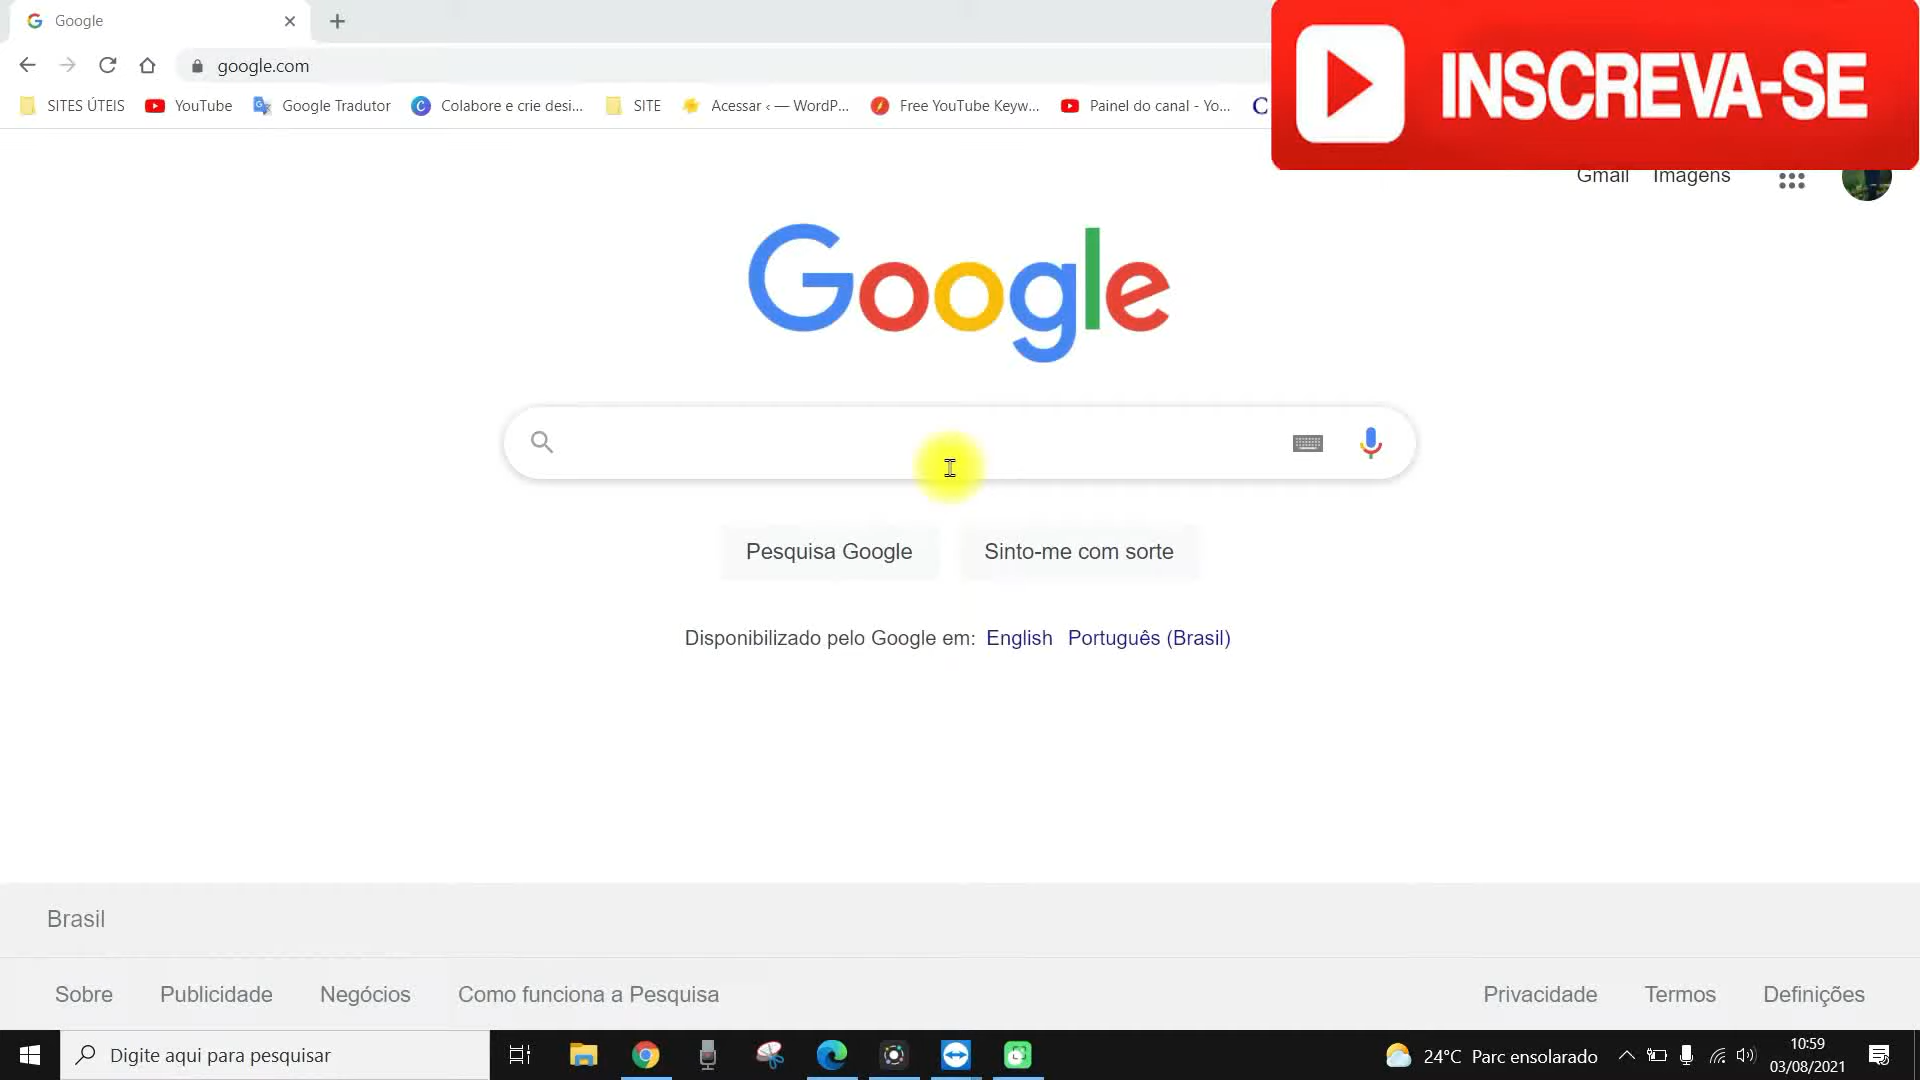 Google
google.com
INSCREVA-SE
SITES ÚTEIS YouTube Google Tradutor Colabore e crie desi... SITE Acessar ‹ — WordP... Free YouTube Keyw... Painel do canal - Yo... C
Gmail Imagens
Google
Pesquisa Google Sinto-me com sorte
Disponibilizado pelo Google em: English Português (Brasil)
Brasil
Sobre Publicidade Negócios Como funciona a Pesquisa Privacidade Termos Definições
Digite aqui para pesquisar 24°C Parc ensolarado 10:59
03/08/2021